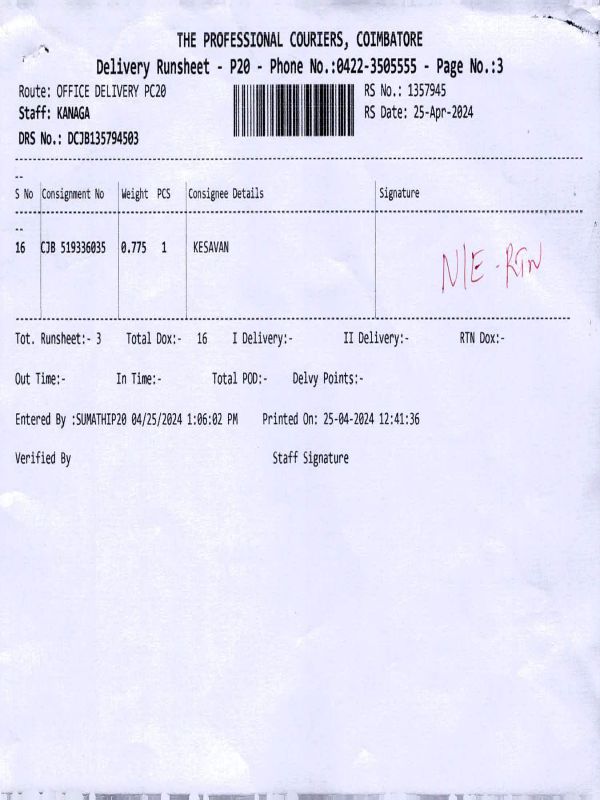 THE PROFESSIONAL COURIERS, COIMBATORE
Delivery Runsheet - P20 - Phone No.:0422-3505555 - Page No.:3
Route: OFFICE DELIVERY PC20 RS No.: 1357945
Staff: KANAGA RS Date: 25-Apr-2024
DRS No.: DCJB135794503
--
S No Consignment No Weight PCS Consignee Details Signature
--
16 CJB 519336035 0.775 1 KESAVAN N/E - RTN
Tot. Runsheet:- 3 Total Dox:- 16 I Delivery:- II Delivery:- RTN Dox:-
Out Time:- In Time:- Total POD:- Delvy Points:-
Entered By :SUMATHIP20 04/25/2024 1:06:02 PM Printed On: 25-04-2024 12:41:36
Verified By Staff Signature